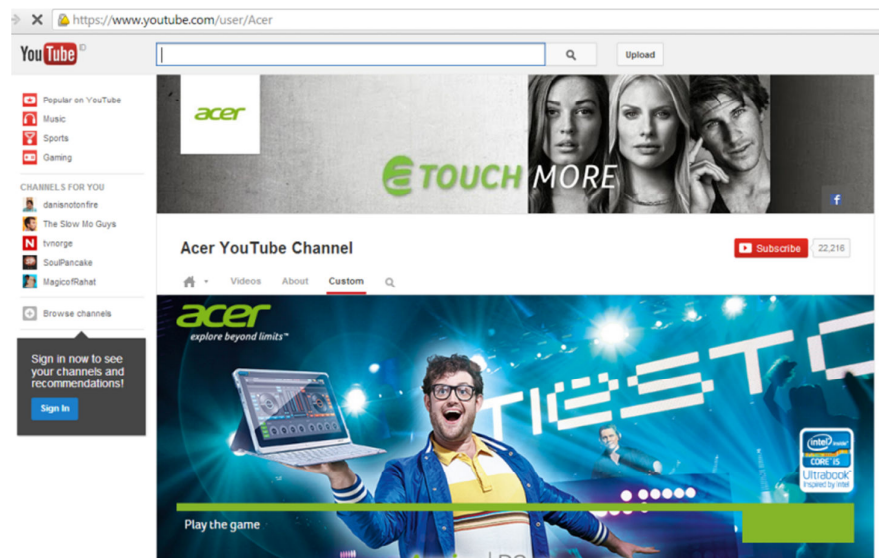 https://www.youtube.com/user/Acer
YouTube
Upload
Popular on YouTube
Music
Sports
Gaming
CHANNELS FOR YOU
danisnotonfire
The Slow Mo Guys
tvnorge
SoulPancake
MagicofRahat
Browse channels
Sign in now to see
your channels and
recommendations!
Sign In
acer
TOUCH MORE
f
Acer YouTube Channel
Subscribe 22,216
Videos About Custom
acer
explore beyond limits™
TIËSTO
intel inside™
CORE i5
Ultrabook™
Inspired by Intel
Play the game